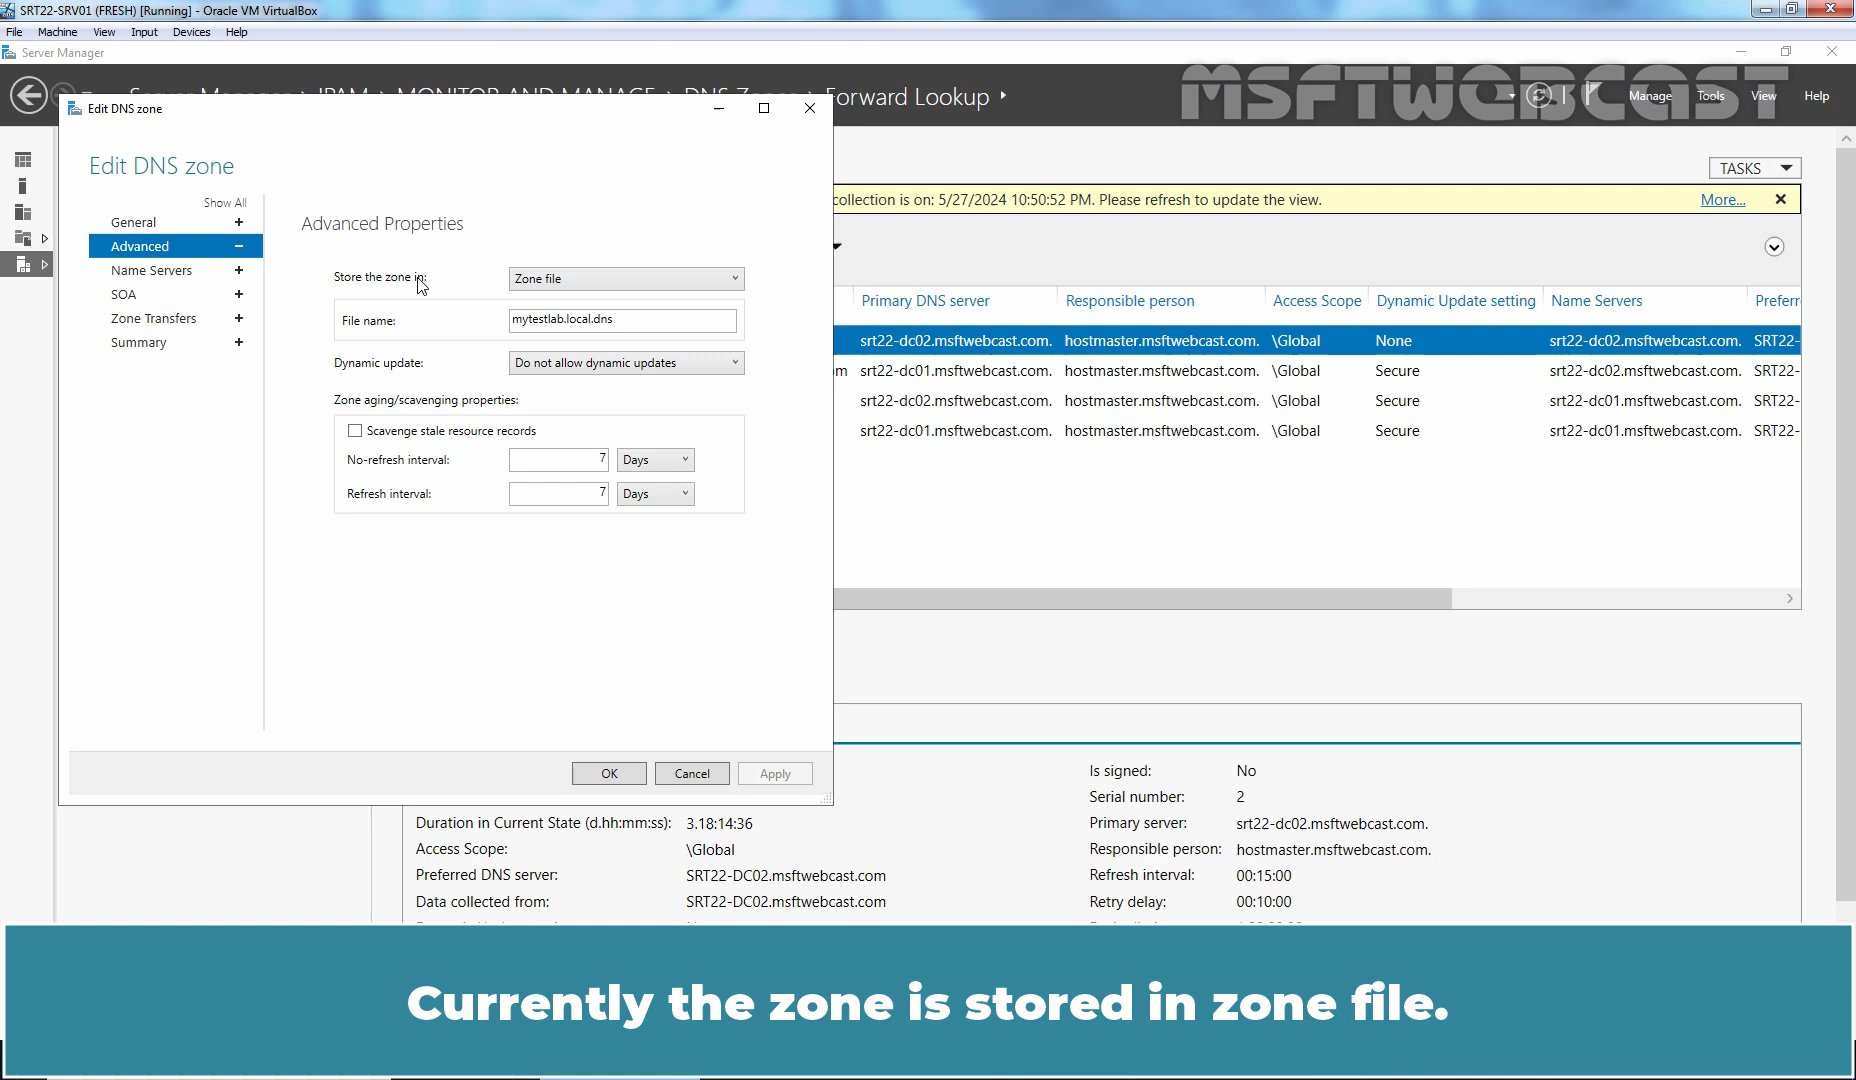 SRT22-SRV01 (FRESH) [Running] - Oracle VM VirtualBox
File Machine View Input Devices Help
Server Manager
Forward Lookup
MSFTWEBCAST
Manage Tools View Help
Edit DNS zone
Edit DNS zone
Show All
General +
Advanced −
Name Servers +
SOA +
Zone Transfers +
Summary +
Advanced Properties
Store the zone in: Zone file
File name: mytestlab.local.dns
Dynamic update: Do not allow dynamic updates
Zone aging/scavenging properties:
Scavenge stale resource records
No-refresh interval: 7 Days
Refresh interval: 7 Days
OK Cancel Apply
TASKS
collection is on: 5/27/2024 10:50:52 PM. Please refresh to update the view. More...
Primary DNS server Responsible person Access Scope Dynamic Update setting Name Servers Preferr
srt22-dc02.msftwebcast.com. hostmaster.msftwebcast.com. \Global None srt22-dc02.msftwebcast.com. SRT22-
om srt22-dc01.msftwebcast.com. hostmaster.msftwebcast.com. \Global Secure srt22-dc02.msftwebcast.com. SRT22-
srt22-dc02.msftwebcast.com. hostmaster.msftwebcast.com. \Global Secure srt22-dc01.msftwebcast.com. SRT22-
srt22-dc01.msftwebcast.com. hostmaster.msftwebcast.com. \Global Secure srt22-dc01.msftwebcast.com. SRT22-
Is signed: No
Serial number: 2
Duration in Current State (d.hh:mm:ss): 3.18:14:36 Primary server: srt22-dc02.msftwebcast.com.
Access Scope: \Global Responsible person: hostmaster.msftwebcast.com.
Preferred DNS server: SRT22-DC02.msftwebcast.com Refresh interval: 00:15:00
Data collected from: SRT22-DC02.msftwebcast.com Retry delay: 00:10:00
Currently the zone is stored in zone file.